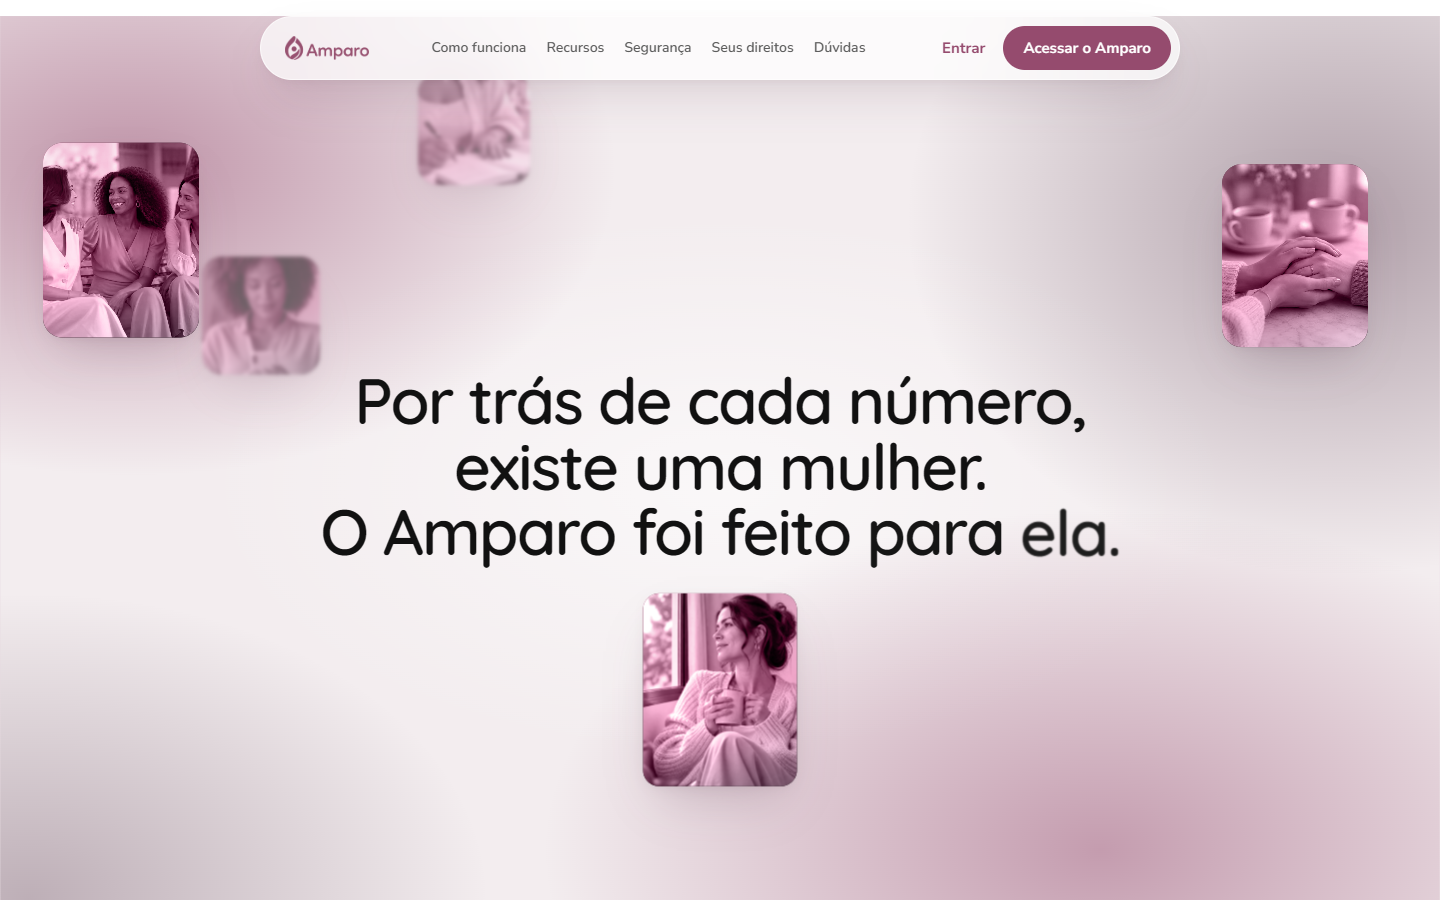 Amparo
Como funciona
Recursos
Segurança
Seus direitos
Dúvidas
Entrar
Acessar o Amparo
Por trás de cada número,
existe uma mulher.
O Amparo foi feito para ela.